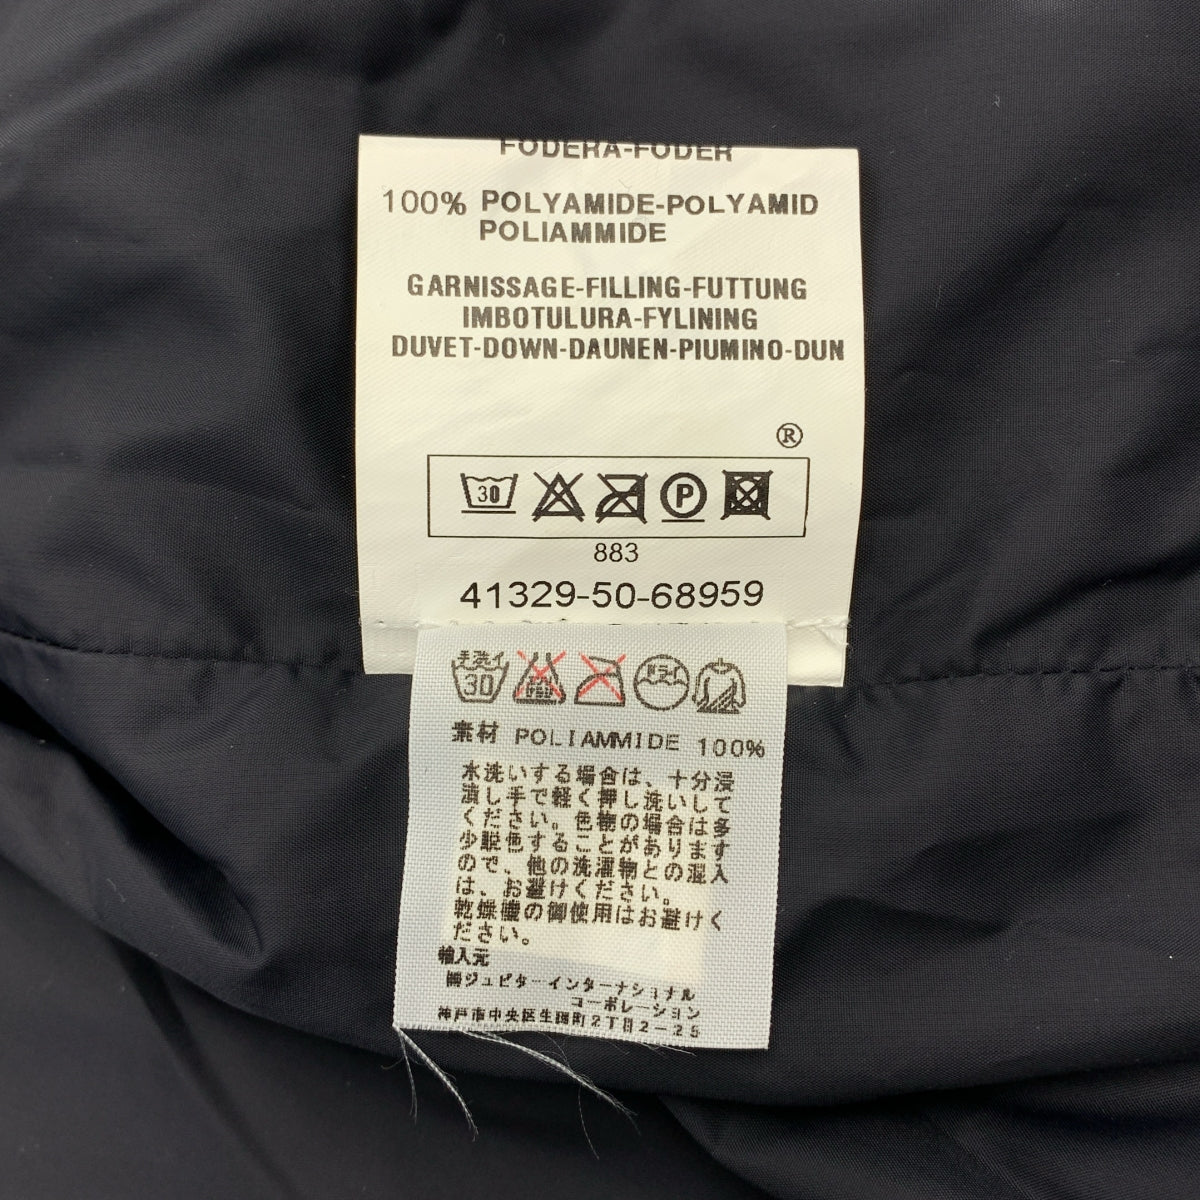 FODERA-FODER
100% POLYAMIDE-POLYAMID
POLIAMMIDE
GARNISSAGE-FILLING-FUTTUNG
IMBOTULURA-FYLINING
DUVET-DOWN-DAUNEN-PIUMINO-DUN
®
30 P
883
41329-50-68959
手洗イ
30 ドライ
素材 POLIAMMIDE 100%
水洗いする場合は、十分浸
漬し手で軽く押し洗いして
ください。色物の場合は多
少脱色することがあります
ので、他の洗濯物との混入
は、お避けください。
乾燥機の御使用はお避けく
ださい。
輸入元
㈱ジュピターインターナショナル
コーポレーション
神戸市中央区生田町2丁目2-25